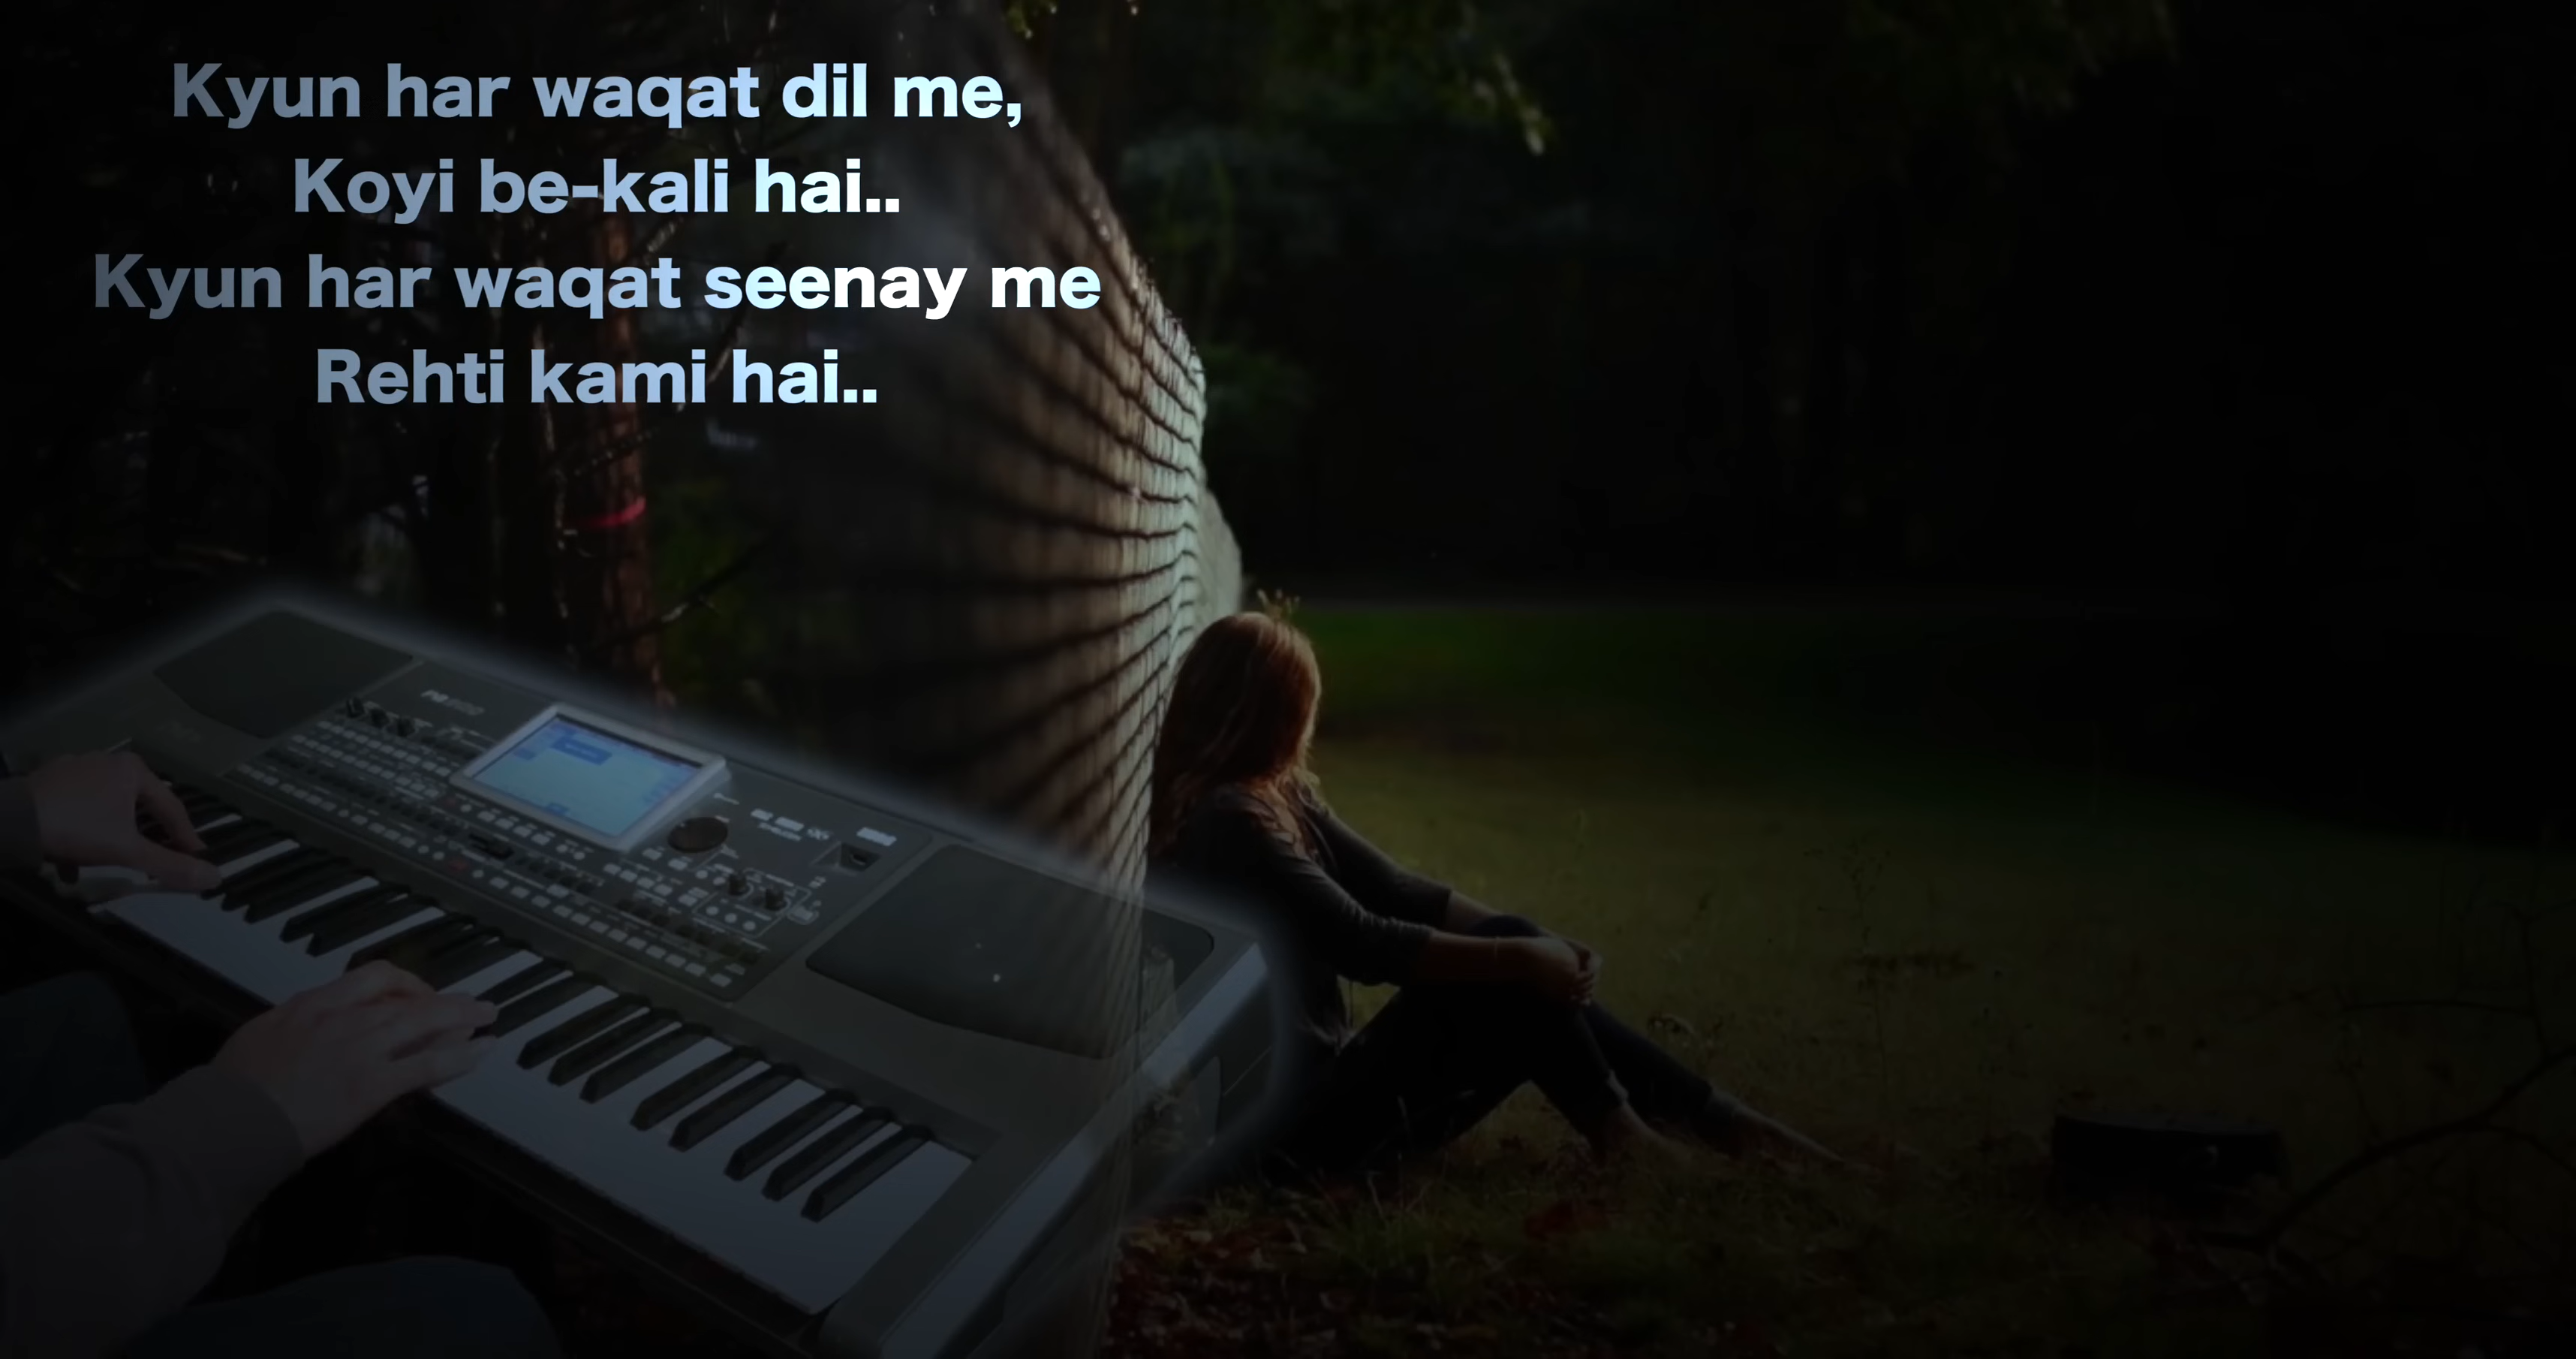 Kyun har waqat dil me,
Koyi be-kali hai..
Kyun har waqat seenay me
Rehti kami hai..